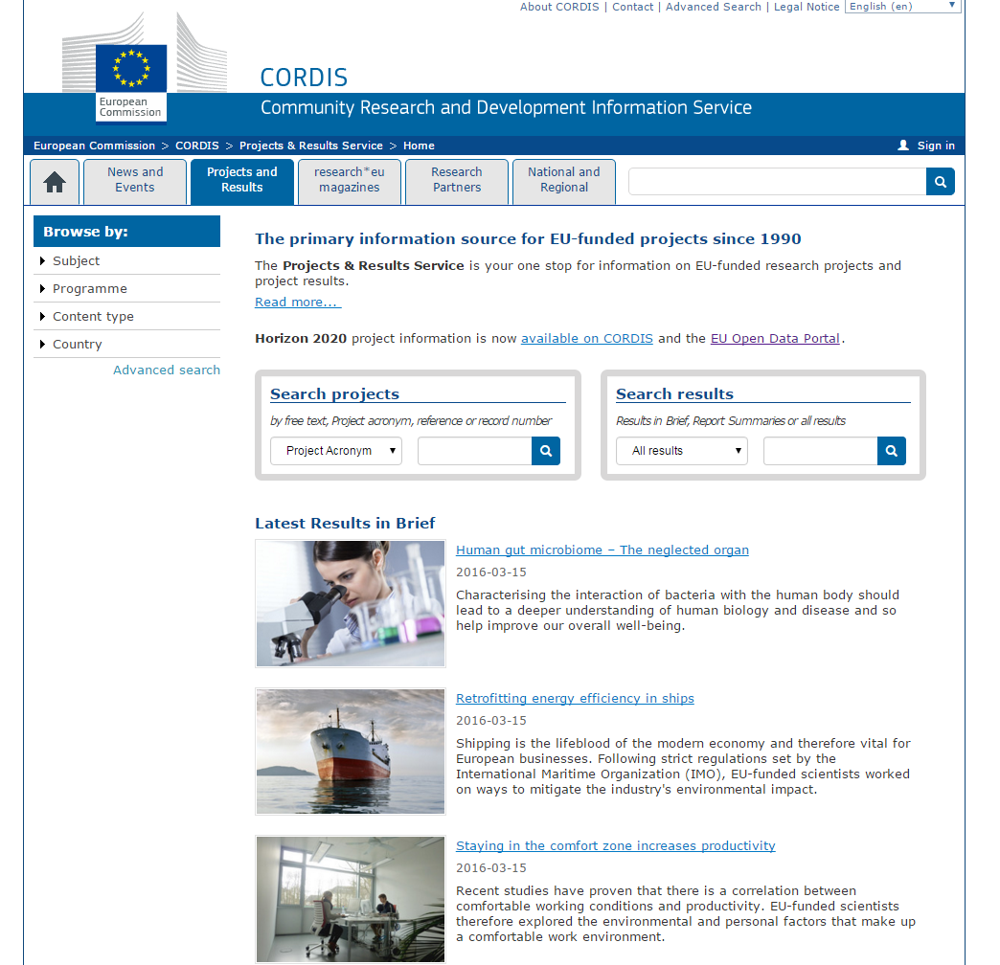 About CORDIS | Contact | Advanced Search | Legal Notice English (en)
European
Commission
CORDIS
Community Research and Development Information Service
European Commission > CORDIS > Projects & Results Service > Home
Sign in
News and
Events
Projects and
Results
research*eu
magazines
Research
Partners
National and
Regional
Browse by:
Subject
Programme
Content type
Country
Advanced search
The primary information source for EU-funded projects since 1990
The Projects & Results Service is your one stop for information on EU-funded research projects and
project results.
Read more...
Horizon 2020 project information is now available on CORDIS and the EU Open Data Portal.
Search projects
by free text, Project acronym, reference or record number
Project Acronym
Search results
Results in Brief, Report Summaries or all results
All results
Latest Results in Brief
Human gut microbiome – The neglected organ
2016-03-15
Characterising the interaction of bacteria with the human body should
lead to a deeper understanding of human biology and disease and so
help improve our overall well-being.
Retrofitting energy efficiency in ships
2016-03-15
Shipping is the lifeblood of the modern economy and therefore vital for
European businesses. Following strict regulations set by the
International Maritime Organization (IMO), EU-funded scientists worked
on ways to mitigate the industry's environmental impact.
Staying in the comfort zone increases productivity
2016-03-15
Recent studies have proven that there is a correlation between
comfortable working conditions and productivity. EU-funded scientists
therefore explored the environmental and personal factors that make up
a comfortable work environment.